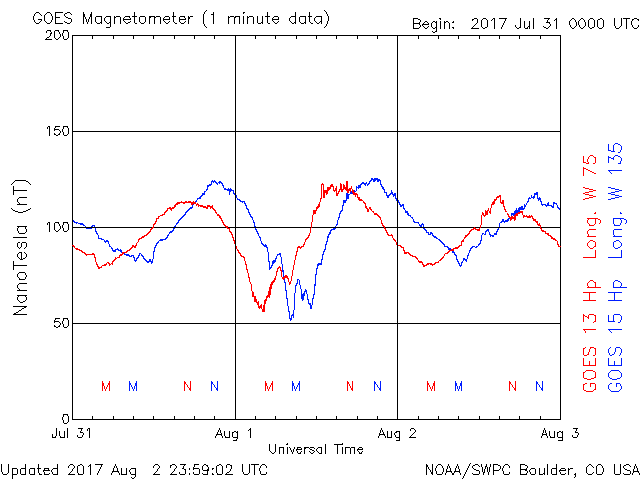 GOES Magnetometer (1 minute data)
Begin: 2017 Jul 31 0000 UTC
200
150
100
50
0
NanoTesla (nT)
M M N N M M N N M M N N
Jul 31 Aug 1 Aug 2 Aug 3
Universal Time
GOES 13 Hp Long. W 75
GOES 15 Hp Long. W 135
Updated 2017 Aug 2 23:59:02 UTC
NOAA/SWPC Boulder, CO USA